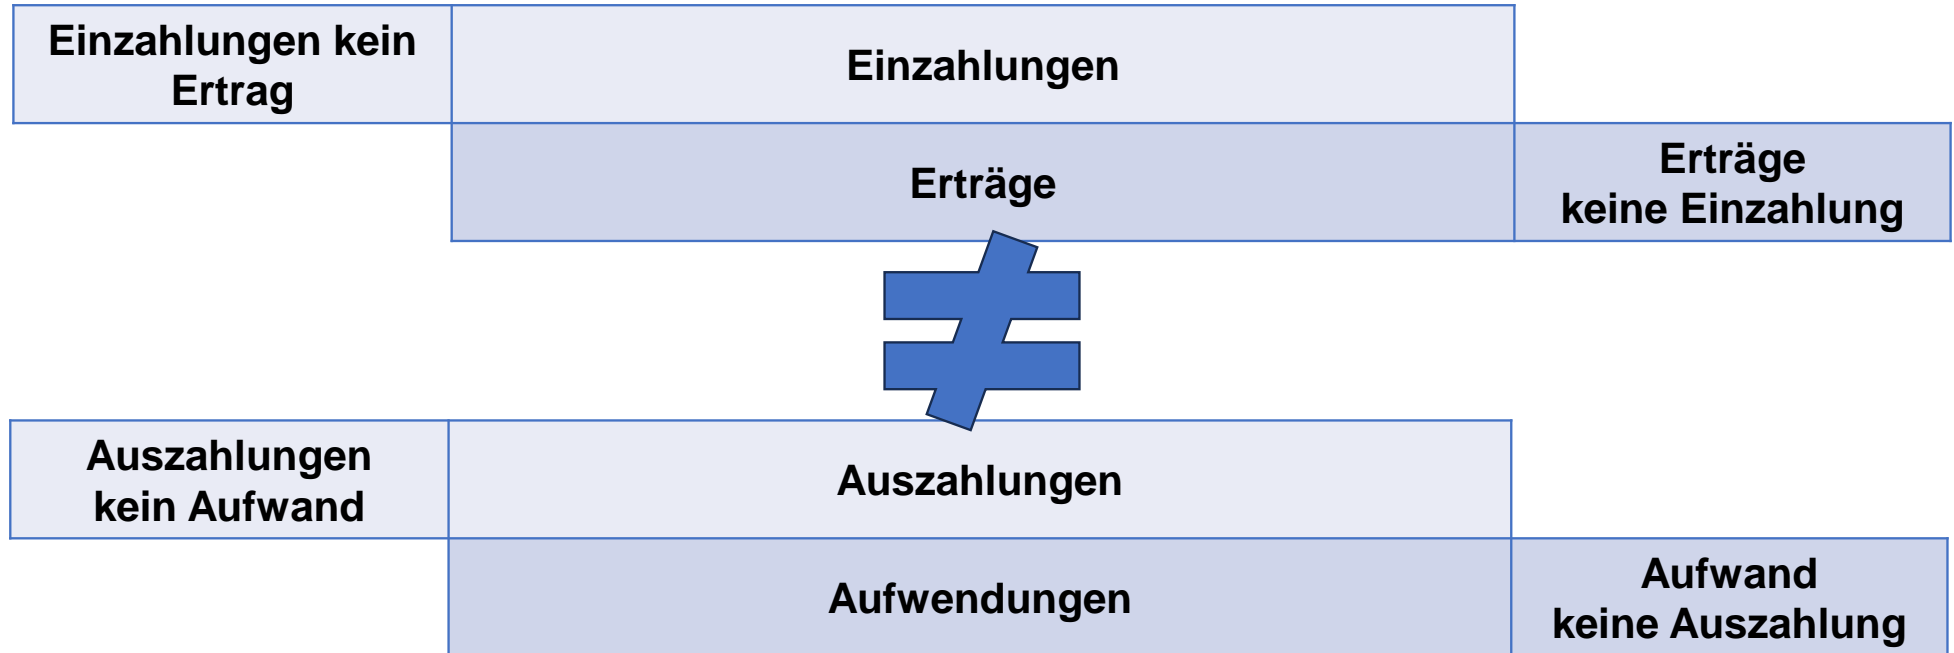 Einzahlungen kein
Ertrag
Einzahlungen
Erträge
Erträge
keine Einzahlung
≠
Auszahlungen
kein Aufwand
Auszahlungen
Aufwendungen
Aufwand
keine Auszahlung